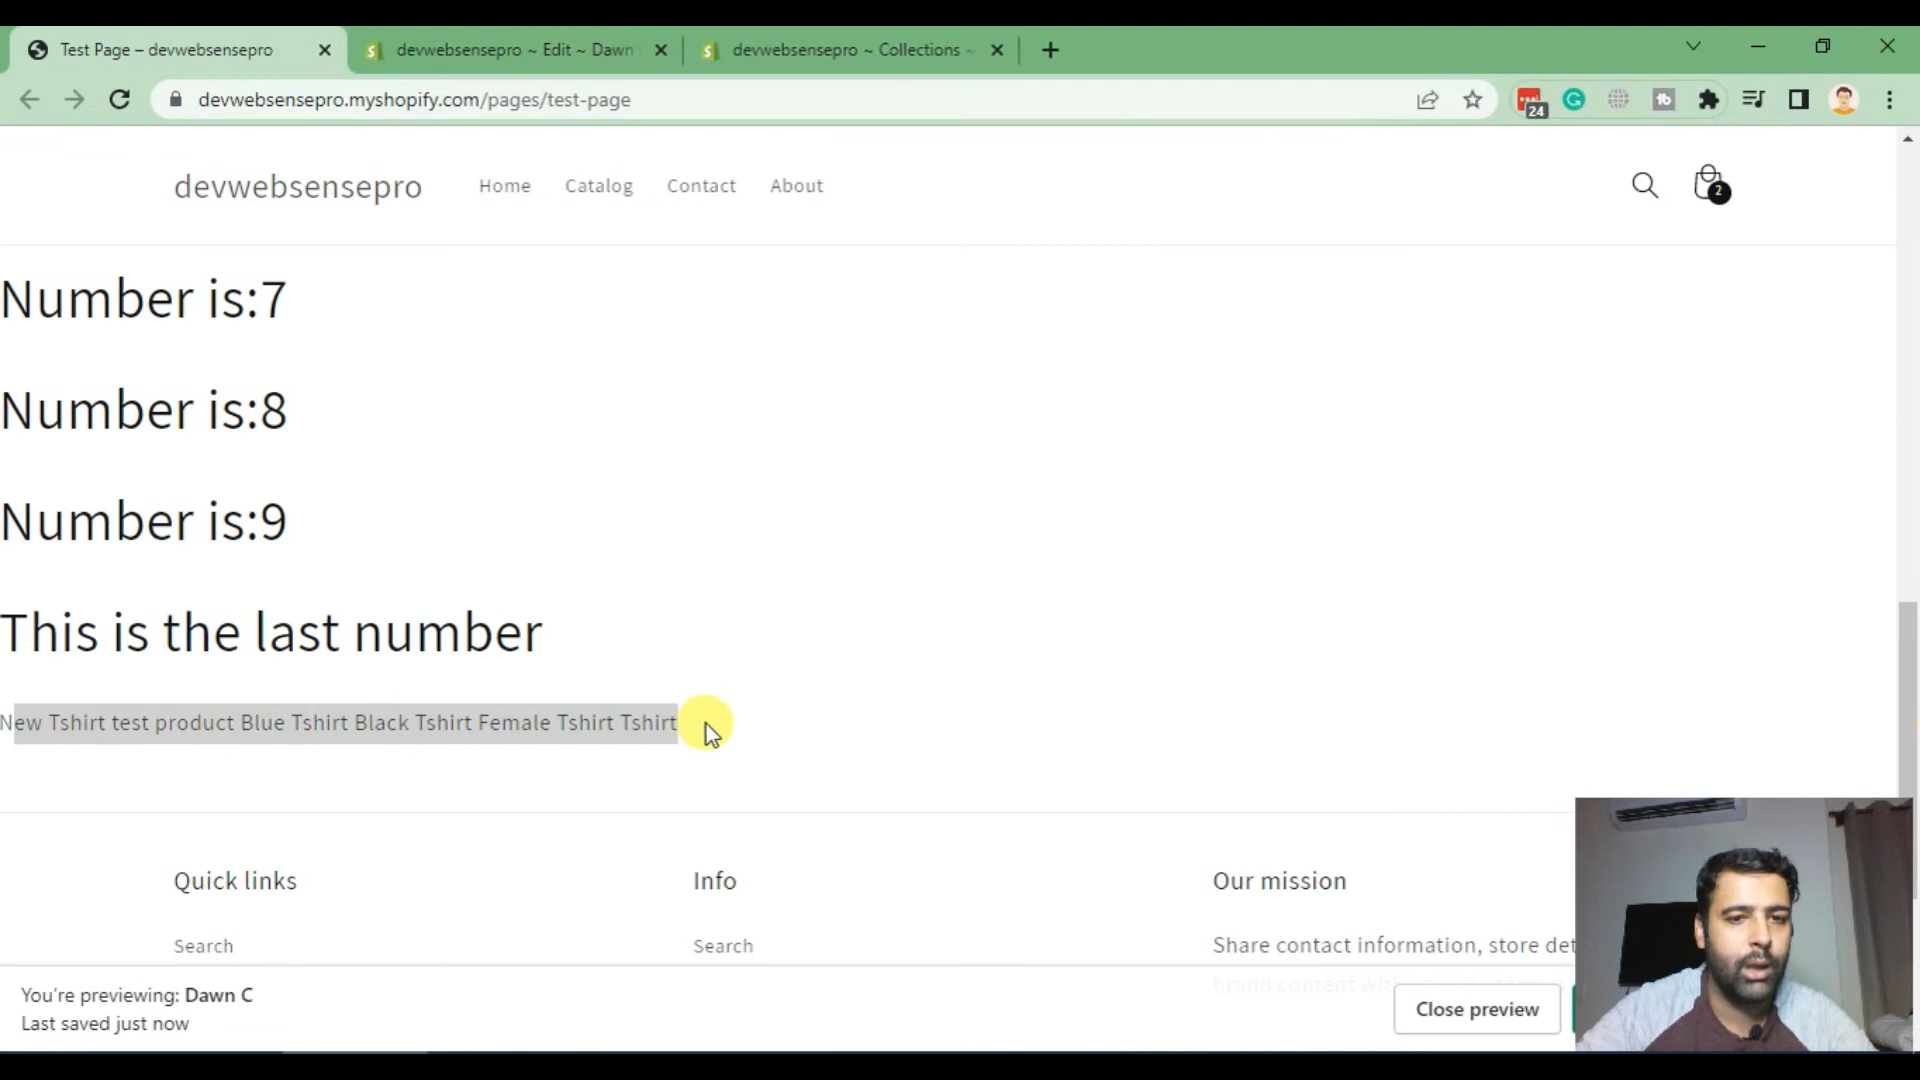 Test Page – devwebsensepro
devwebsensepro ~ Edit ~ Dawn
devwebsensepro ~ Collections ~
devwebsensepro.myshopify.com/pages/test-page
24
devwebsensepro
Home
Catalog
Contact
About
2
Number is:7
Number is:8
Number is:9
This is the last number
New Tshirt test product Blue Tshirt Black Tshirt Female Tshirt Tshirt
Quick links
Info
Our mission
Search
Search
Share contact information, store det
brand content wit
You're previewing: Dawn C
Last saved just now
Close preview